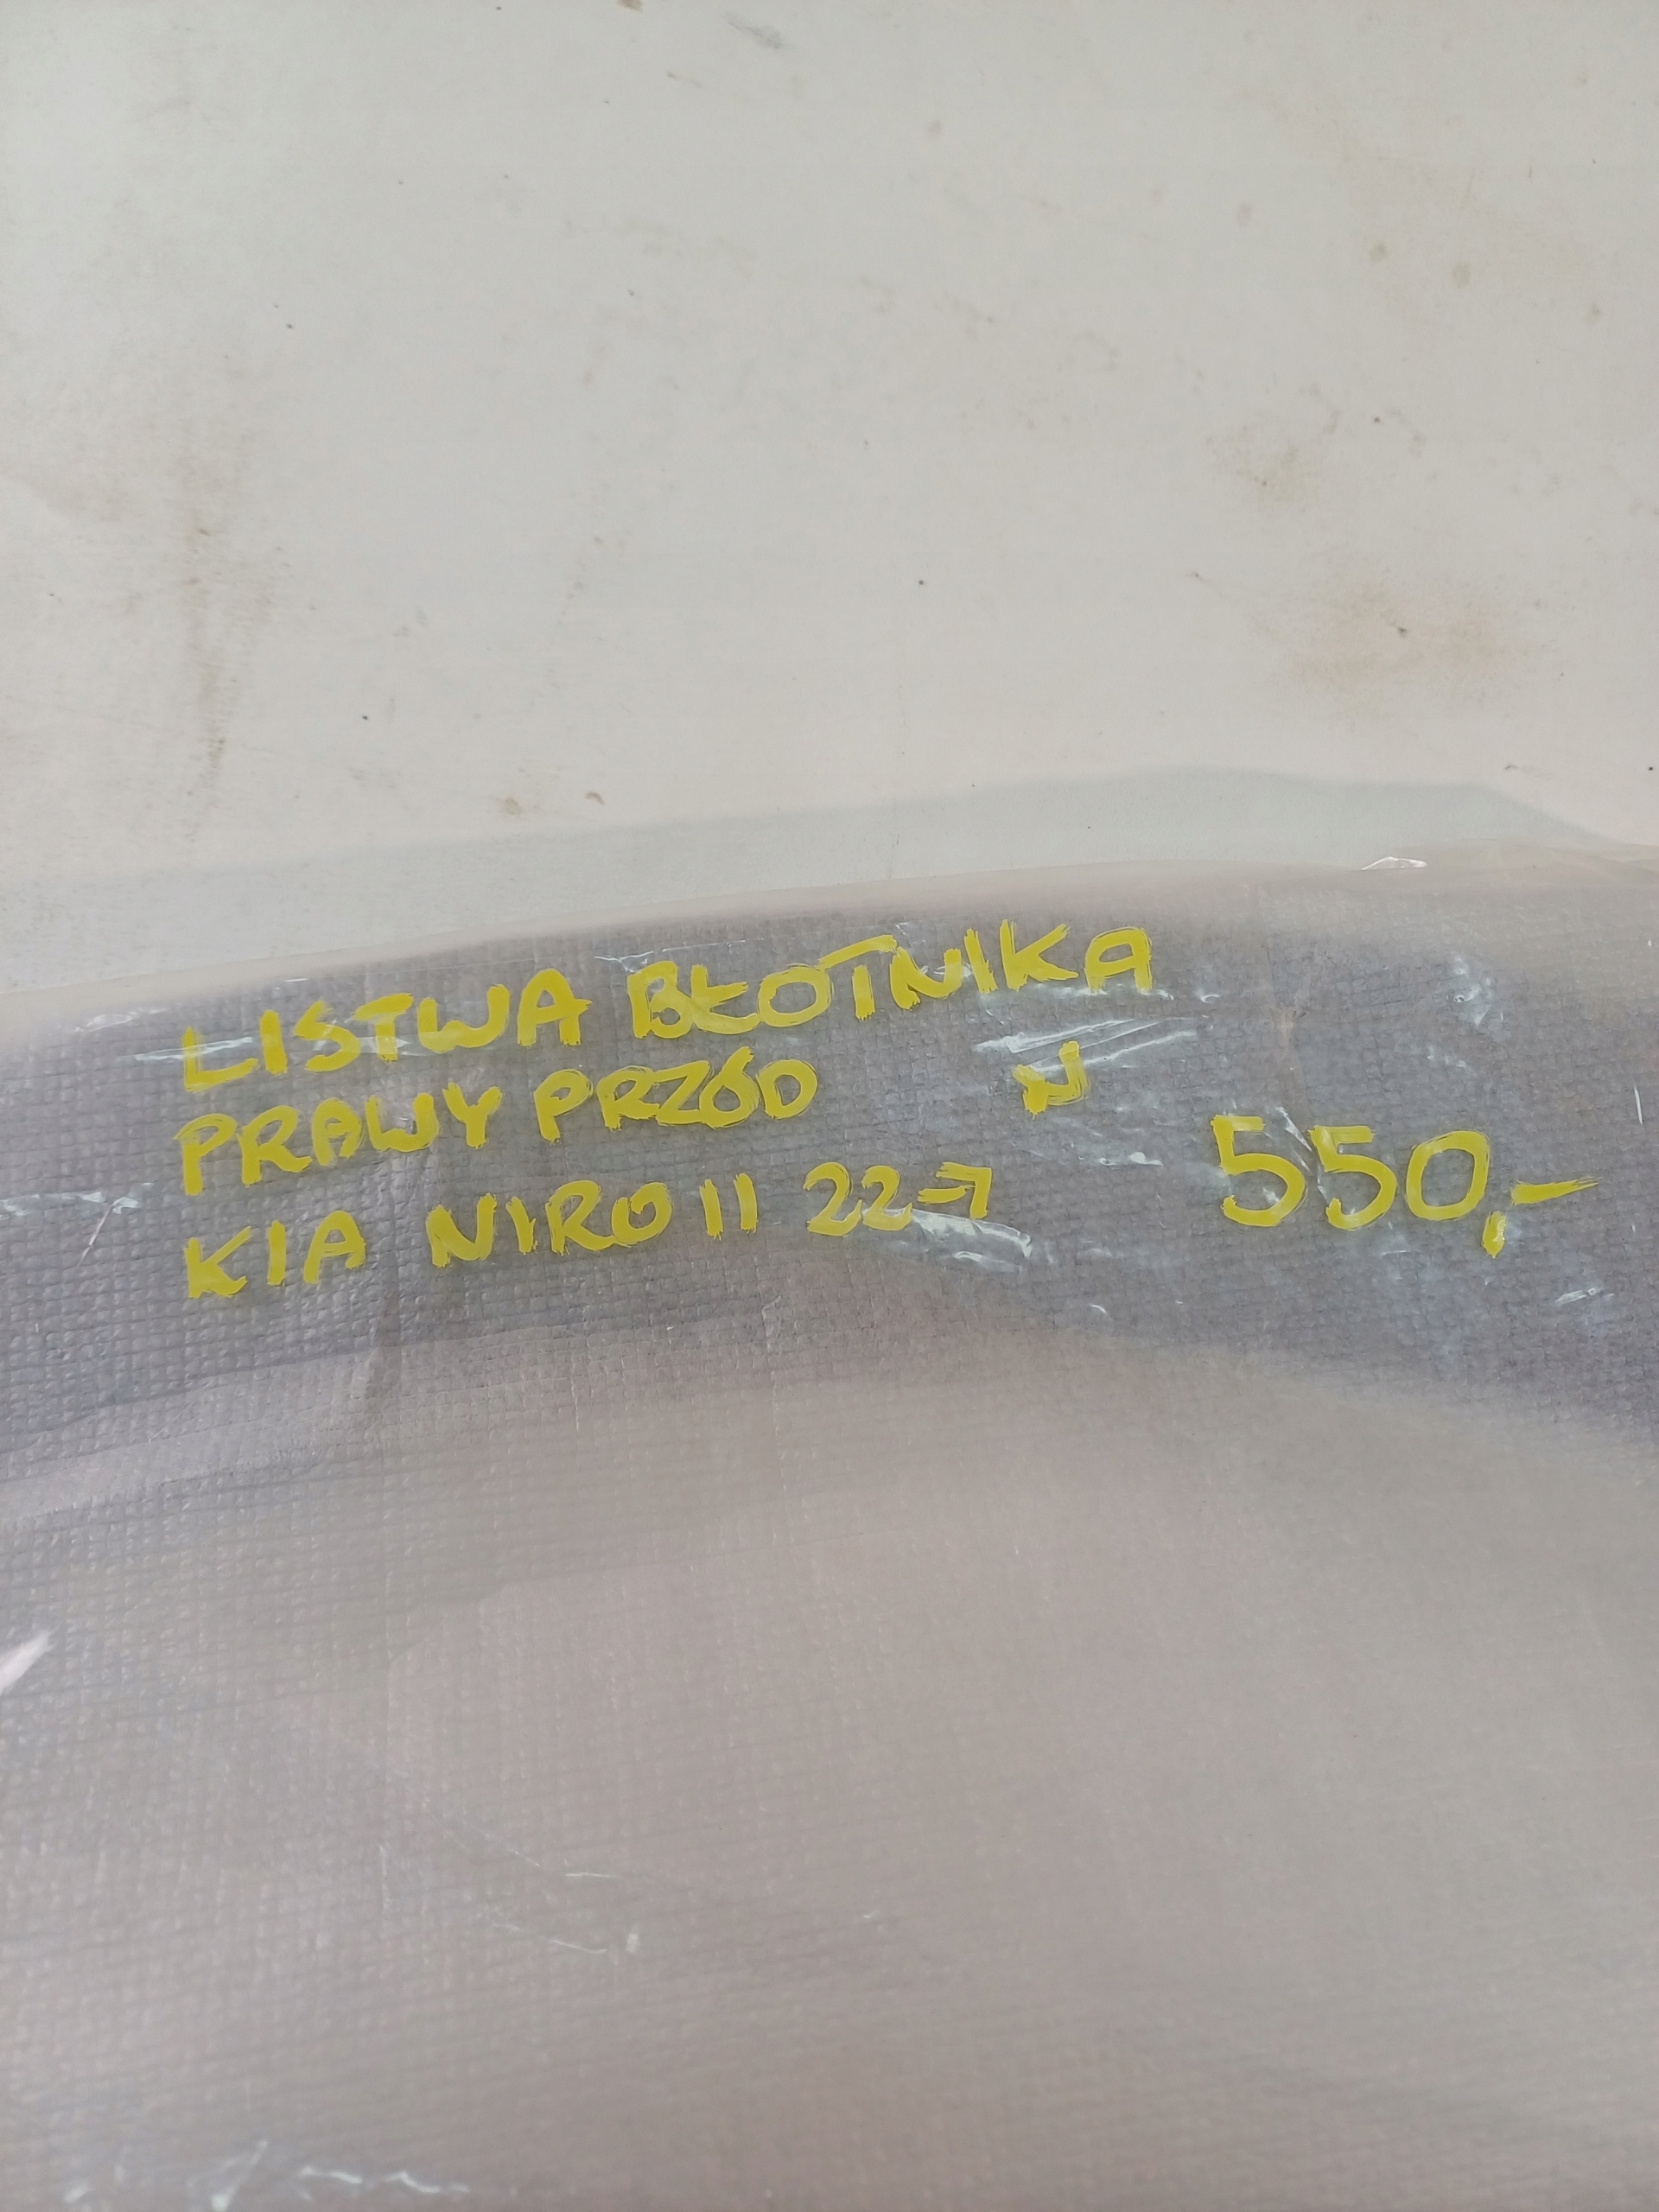 LISTWA BŁOTNIKA
PRAWY PRZÓD N
KIA NIRO II 22→ 550,-